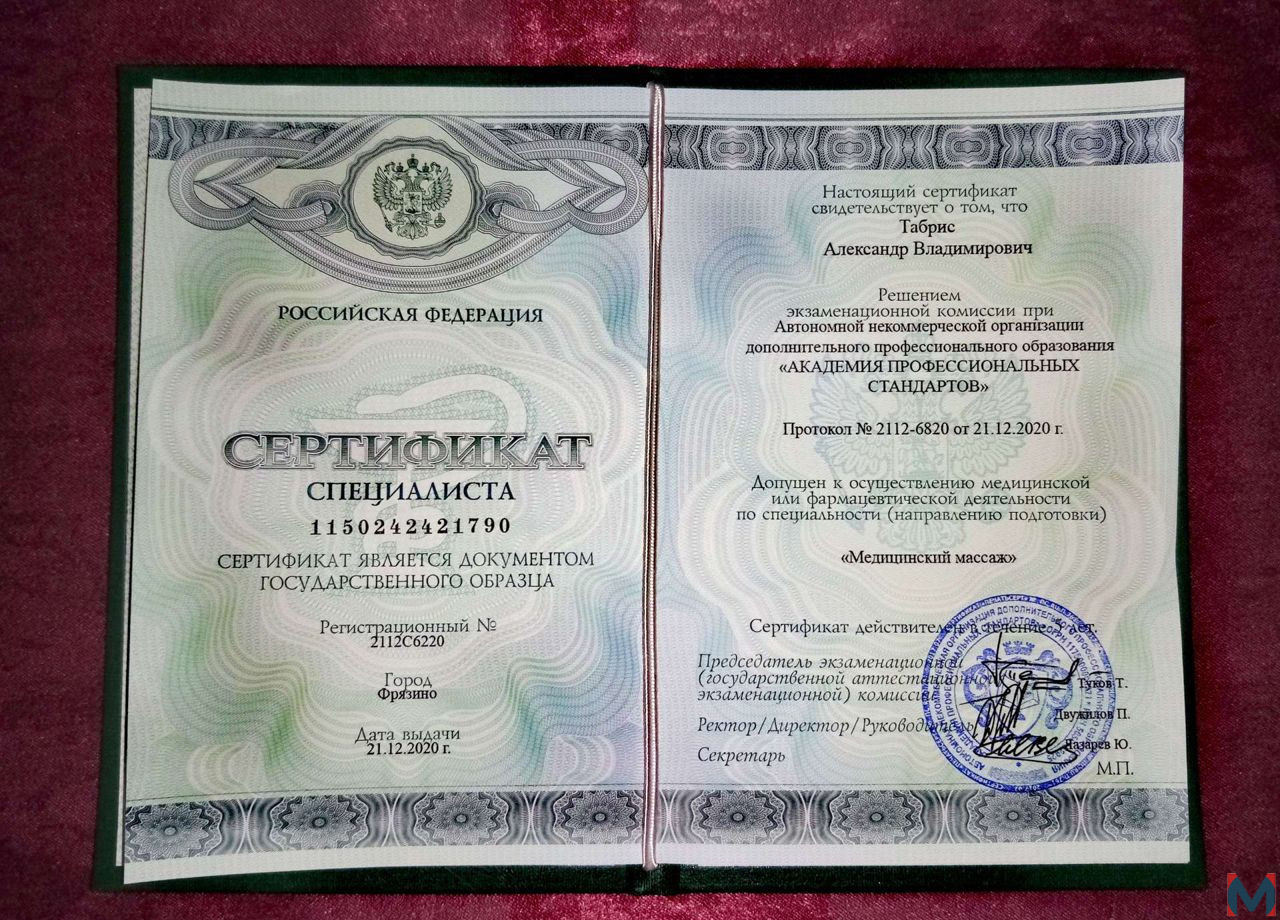 РОССИЙСКАЯ ФЕДЕРАЦИЯ
СЕРТИФИКАТ
СПЕЦИАЛИСТА
1150242421790
СЕРТИФИКАТ ЯВЛЯЕТСЯ ДОКУМЕНТОМ
ГОСУДАРСТВЕННОГО ОБРАЗЦА
Регистрационный №
2112С6220
Город
Фрязино
Дата выдачи
21.12.2020 г.
Настоящий сертификат
свидетельствует о том, что
Табрис
Александр Владимирович
Решением
экзаменационной комиссии при
Автономной некоммерческой организации
дополнительного профессионального образования
«АКАДЕМИЯ ПРОФЕССИОНАЛЬНЫХ
СТАНДАРТОВ»
Протокол № 2112-6820 от 21.12.2020 г.
Допущен к осуществлению медицинской
или фармацевтической деятельности
по специальности (направлению подготовки)
«Медицинский массаж»
Сертификат действителен в течение лет.
Председатель экзаменационной
(государственной аттестационной
экзаменационной) комиссии
Туков Т.
Ректор/Директор/Руководитель
Двужилов П.
Секретарь
Лазарев Ю.
М.П.
М